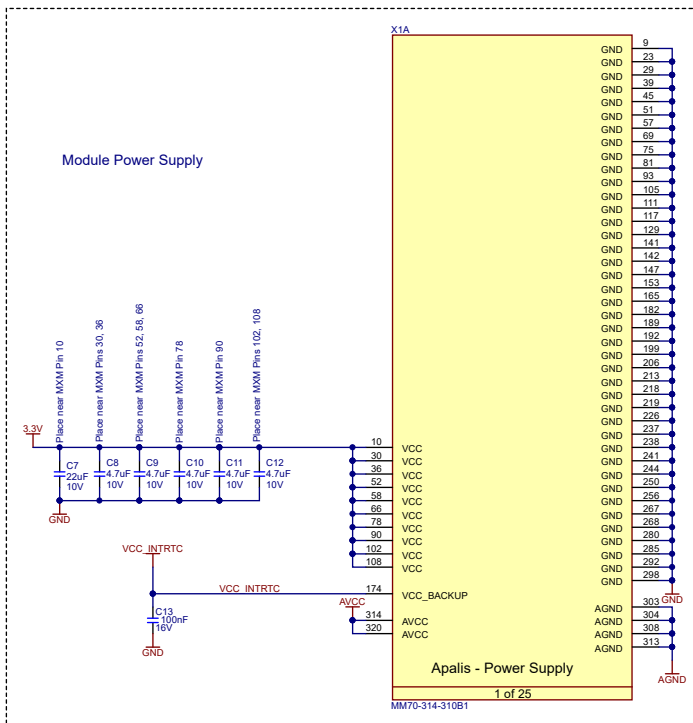 X1A
Module Power Supply
Place near MXM Pin 10
Place near MXM Pins 30, 36
Place near MXM Pins 52, 58, 66
Place near MXM Pin 78
Place near MXM Pin 90
Place near MXM Pins 102, 108
3.3V
C7
22uF
10V
C8
4.7uF
10V
C9
4.7uF
10V
C10
4.7uF
10V
C11
4.7uF
10V
C12
4.7uF
10V
GND
VCC_INTRTC
VCC_INTRTC
C13
100nF
16V
GND
AVCC
10 VCC
30 VCC
36 VCC
52 VCC
58 VCC
66 VCC
78 VCC
90 VCC
102 VCC
108 VCC
174 VCC_BACKUP
314 AVCC
320 AVCC
GND 9
GND 23
GND 29
GND 39
GND 45
GND 51
GND 57
GND 69
GND 75
GND 81
GND 93
GND 105
GND 111
GND 117
GND 129
GND 141
GND 142
GND 147
GND 153
GND 165
GND 182
GND 189
GND 192
GND 199
GND 206
GND 213
GND 218
GND 219
GND 226
GND 237
GND 238
GND 241
GND 244
GND 250
GND 256
GND 267
GND 268
GND 280
GND 285
GND 292
GND 298
GND
AGND 303
AGND 304
AGND 308
AGND 313
AGND
Apalis - Power Supply
1 of 25
MM70-314-310B1